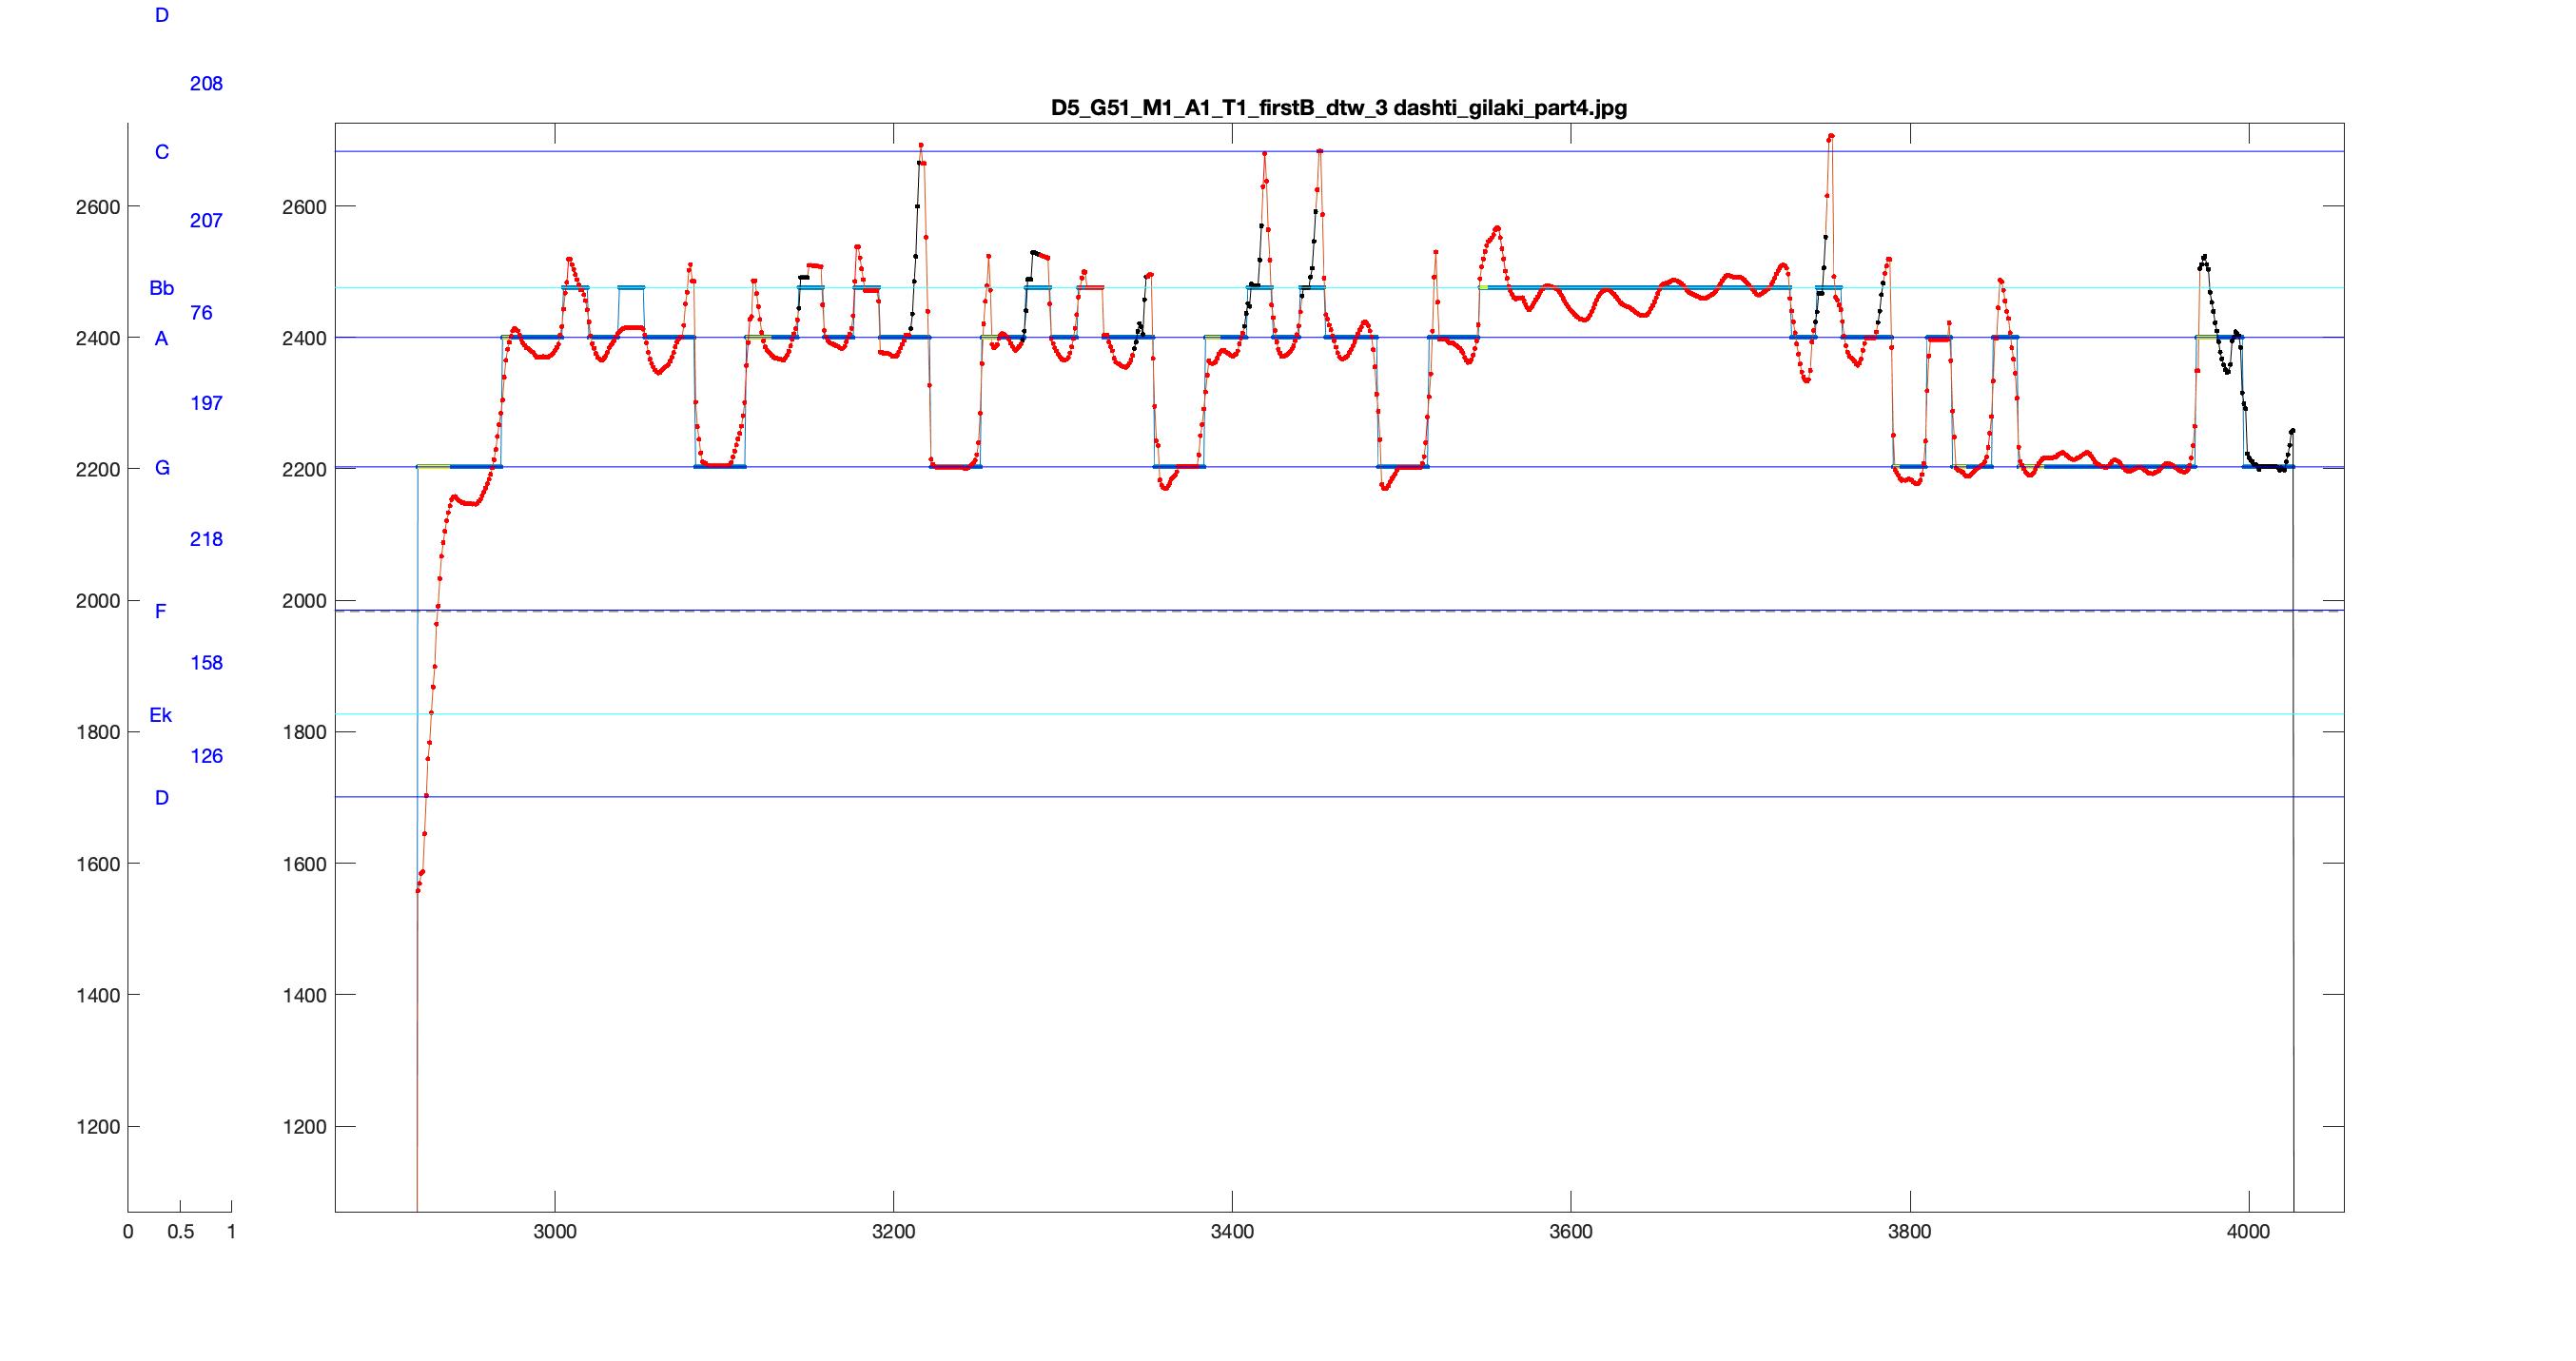 D
208
D5_G51_M1_A1_T1_firstB_dtw_3 dashti_gilaki_part4.jpg
C
2600 2600
207
Bb
76
2400 A 2400
197
2200 G 2200
218
2000 F 2000
158
Ek
1800 1800
126
D
1600 1600
1400 1400
1200 1200
0 0.5 1 3000 3200 3400 3600 3800 4000